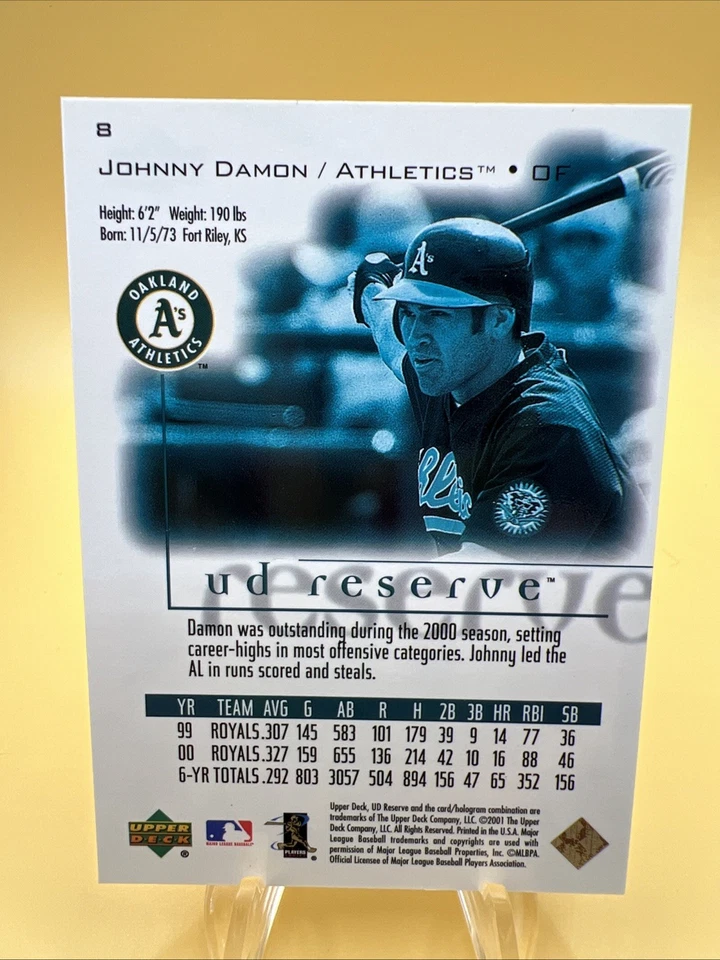 8
JOHNNY DAMON / ATHLETICS™ • OF
Height: 6'2" Weight: 190 lbs
Born: 11/5/73 Fort Riley, KS
OAKLAND
A's
ATHLETICS
™
A's
ud reserve™
reserve
Damon was outstanding during the 2000 season, setting
career-highs in most offensive categories. Johnny led the
AL in runs scored and steals.
YR TEAM AVG G AB R H 2B 3B HR RBI SB
99 ROYALS .307 145 583 101 179 39 9 14 77 36
00 ROYALS .327 159 655 136 214 42 10 16 88 46
6-YR TOTALS .292 803 3057 504 894 156 47 65 352 156
Upper Deck, UD Reserve and the card/hologram combination are
trademarks of The Upper Deck Company, LLC. ©2001 The Upper
Deck Company, LLC. All Rights Reserved. Printed in the U.S.A. Major
League Baseball trademarks and copyrights are used with
permission of Major League Baseball Properties, Inc. ©MLBPA.
Official Licensee of Major League Baseball Players Association.
UPPER
DECK
®
MAJOR LEAGUE BASEBALL
PLAYERS